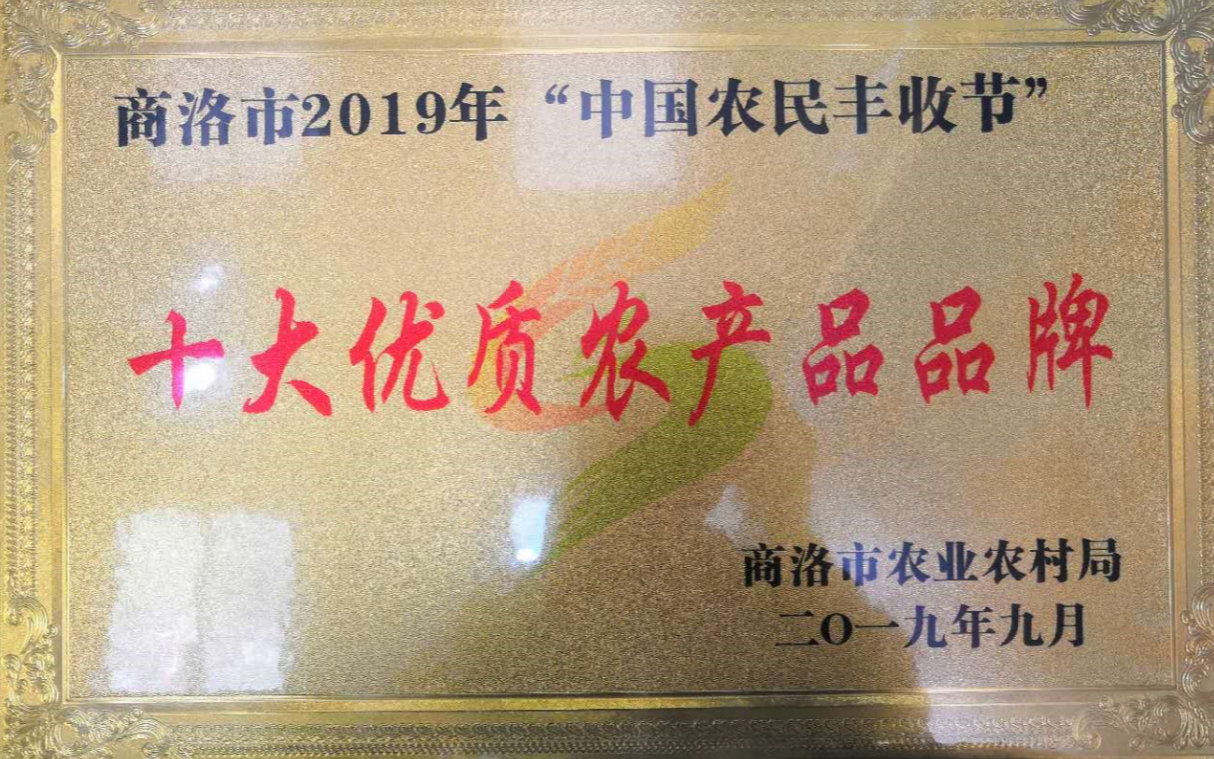 商洛市2019年“中国农民丰收节”
十大优质农产品品牌
商洛市农业农村局
二O一九年九月